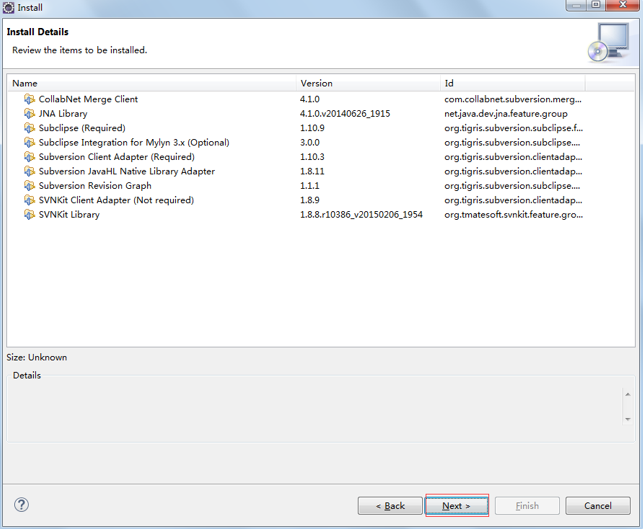 Install
Install Details
Review the items to be installed.
Name Version Id
CollabNet Merge Client 4.1.0 com.collabnet.subversion.merg...
JNA Library 4.1.0.v20140626_1915 net.java.dev.jna.feature.group
Subclipse (Required) 1.10.9 org.tigris.subversion.subclipse.f...
Subclipse Integration for Mylyn 3.x (Optional) 3.0.0 org.tigris.subversion.subclipse....
Subversion Client Adapter (Required) 1.10.3 org.tigris.subversion.clientadap...
Subversion JavaHL Native Library Adapter 1.8.11 org.tigris.subversion.clientadap...
Subversion Revision Graph 1.1.1 org.tigris.subversion.subclipse....
SVNKit Client Adapter (Not required) 1.8.9 org.tigris.subversion.clientadap...
SVNKit Library 1.8.8.r10386_v20150206_1954 org.tmatesoft.svnkit.feature.gro...
Size: Unknown
Details
? < Back Next > Finish Cancel